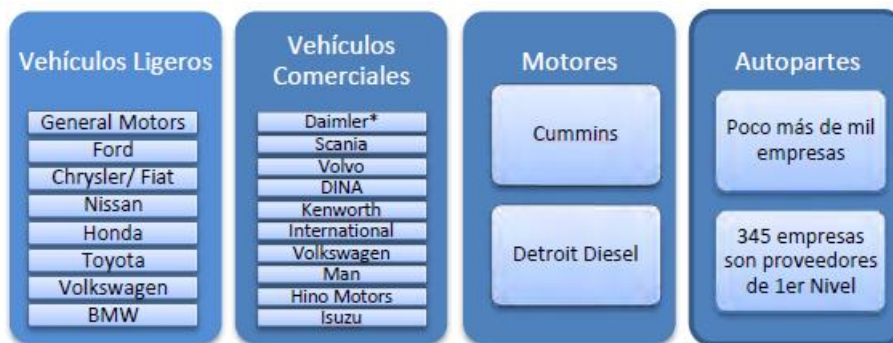 Vehículos Ligeros
General Motors
Ford
Chrysler/ Fiat
Nissan
Honda
Toyota
Volkswagen
BMW
Vehículos
Comerciales
Daimler*
Scania
Volvo
DINA
Kenworth
International
Volkswagen
Man
Hino Motors
Isuzu
Motores
Cummins
Detroit Diesel
Autopartes
Poco más de mil
empresas
345 empresas
son proveedores
de 1er Nivel